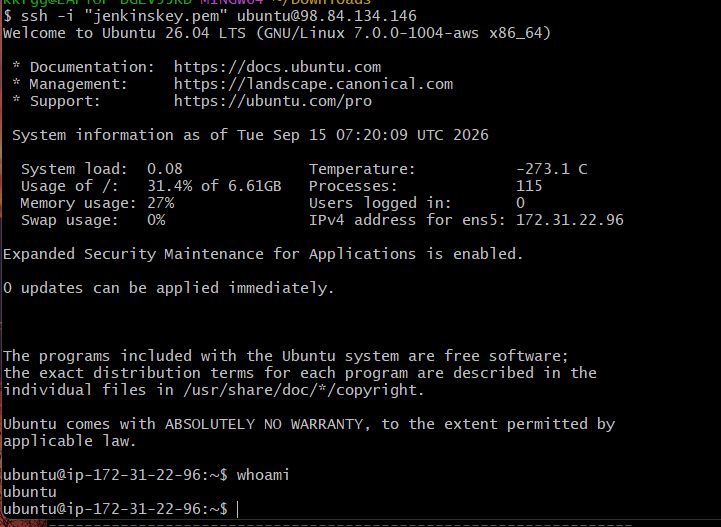 $ ssh -i "jenkinskey.pem" ubuntu@98.84.134.146
Welcome to Ubuntu 26.04 LTS (GNU/Linux 7.0.0-1004-aws x86_64)
* Documentation: https://docs.ubuntu.com
* Management: https://landscape.canonical.com
* Support: https://ubuntu.com/pro
System information as of Tue Sep 15 07:20:09 UTC 2026
System load: 0.08 Temperature: -273.1 C
Usage of /: 31.4% of 6.61GB Processes: 115
Memory usage: 27% Users logged in: 0
Swap usage: 0% IPv4 address for ens5: 172.31.22.96
Expanded Security Maintenance for Applications is enabled.
0 updates can be applied immediately.
The programs included with the Ubuntu system are free software;
the exact distribution terms for each program are described in the
individual files in /usr/share/doc/*/copyright.
Ubuntu comes with ABSOLUTELY NO WARRANTY, to the extent permitted by
applicable law.
ubuntu@ip-172-31-22-96:~$ whoami
ubuntu
ubuntu@ip-172-31-22-96:~$